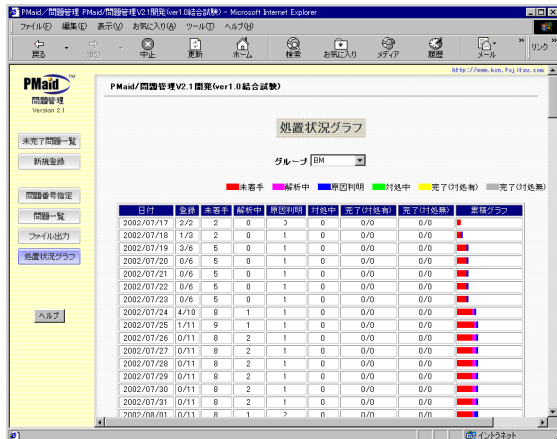 PMaid/問題管理 PMaid/問題管理V2.1開発(ver1.0結合試験) - Microsoft Internet Explorer
ファイル(F) 編集(E) 表示(V) お気に入り(A) ツール(T) ヘルプ(H)
戻る 進む 中止 更新 ホーム 検索 お気に入り メディア 履歴 メール リンク
PMaid TM
問題管理
Version 2.1
未完了問題一覧
新規登録
問題番号指定
問題一覧
ファイル出力
処置状況グラフ
ヘルプ
PMaid/問題管理V2.1開発(ver1.0結合試験)
処置状況グラフ
グループ BM
未着手 解析中 原因判明 対処中 完了(対処有) 完了(対処無)
日付 登録 未着手 解析中 原因判明 対処中 完了(対処有) 完了(対処無) 累積グラフ
2002/07/17 2/2 2 0 0 0/0 0/0
2002/07/18 1/3 2 0 1 0 0/0 0/0
2002/07/19 3/6 5 0 1 0 0/0 0/0
2002/07/20 0/6 5 0 1 0 0/0 0/0
2002/07/21 0/6 5 0 1 0 0/0 0/0
2002/07/22 0/6 5 0 1 0 0/0 0/0
2002/07/23 0/6 5 0 1 0 0/0 0/0
2002/07/24 4/10 8 1 1 0 0/0 0/0
2002/07/25 1/11 9 1 1 0 0/0 0/0
2002/07/26 0/11 8 2 1 0 0/0 0/0
2002/07/27 0/11 8 2 1 0 0/0 0/0
2002/07/28 0/11 8 2 1 0 0/0 0/0
2002/07/29 0/11 8 2 1 0 0/0 0/0
2002/07/30 0/11 8 2 1 0 0/0 0/0
2002/07/31 0/11 8 2 1 0 0/0 0/0
2002/08/01 0/11 8 1 2 0 0/0 0/0
イントラネット